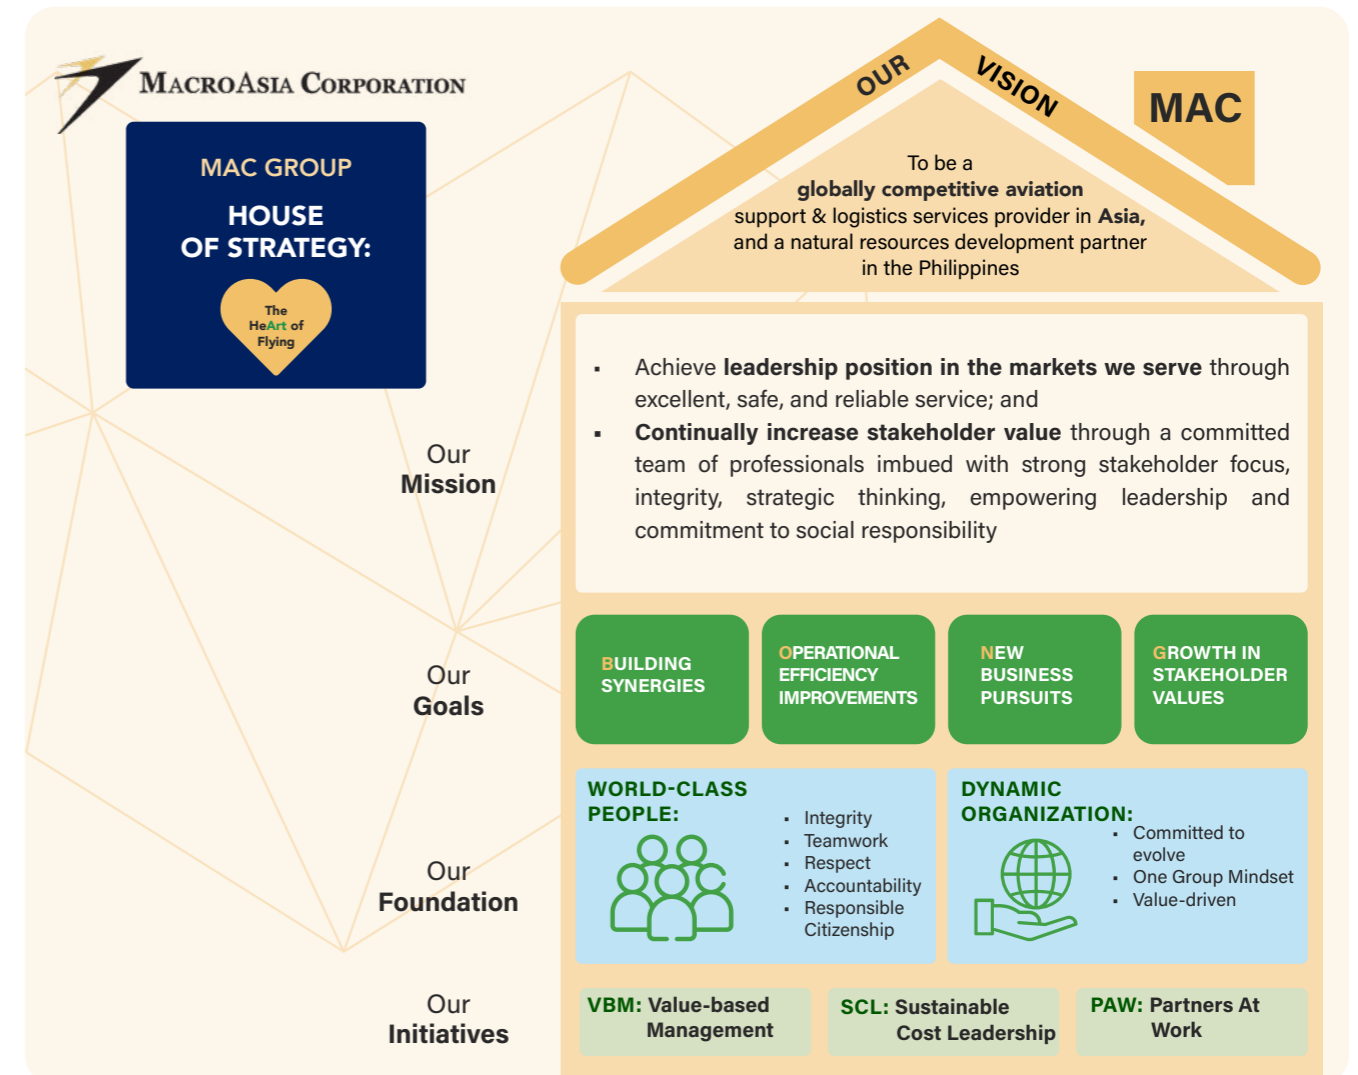 MACROASIA CORPORATION
MAC GROUP
HOUSE
OF STRATEGY:
The
HeArt of
Flying
OUR VISION
MAC
To be a
globally competitive aviation
support & logistics services provider in Asia,
and a natural resources development partner
in the Philippines
Our
Mission
▪ Achieve leadership position in the markets we serve through
excellent, safe, and reliable service; and
▪ Continually increase stakeholder value through a committed
team of professionals imbued with strong stakeholder focus,
integrity, strategic thinking, empowering leadership and
commitment to social responsibility
Our
Goals
BUILDING
SYNERGIES
OPERATIONAL
EFFICIENCY
IMPROVEMENTS
NEW
BUSINESS
PURSUITS
GROWTH IN
STAKEHOLDER
VALUES
Our
Foundation
WORLD-CLASS
PEOPLE:
▪ Integrity
▪ Teamwork
▪ Respect
▪ Accountability
▪ Responsible
Citizenship
DYNAMIC
ORGANIZATION:
▪ Committed to
evolve
▪ One Group Mindset
▪ Value-driven
Our
Initiatives
VBM: Value-based
Management
SCL: Sustainable
Cost Leadership
PAW: Partners At
Work